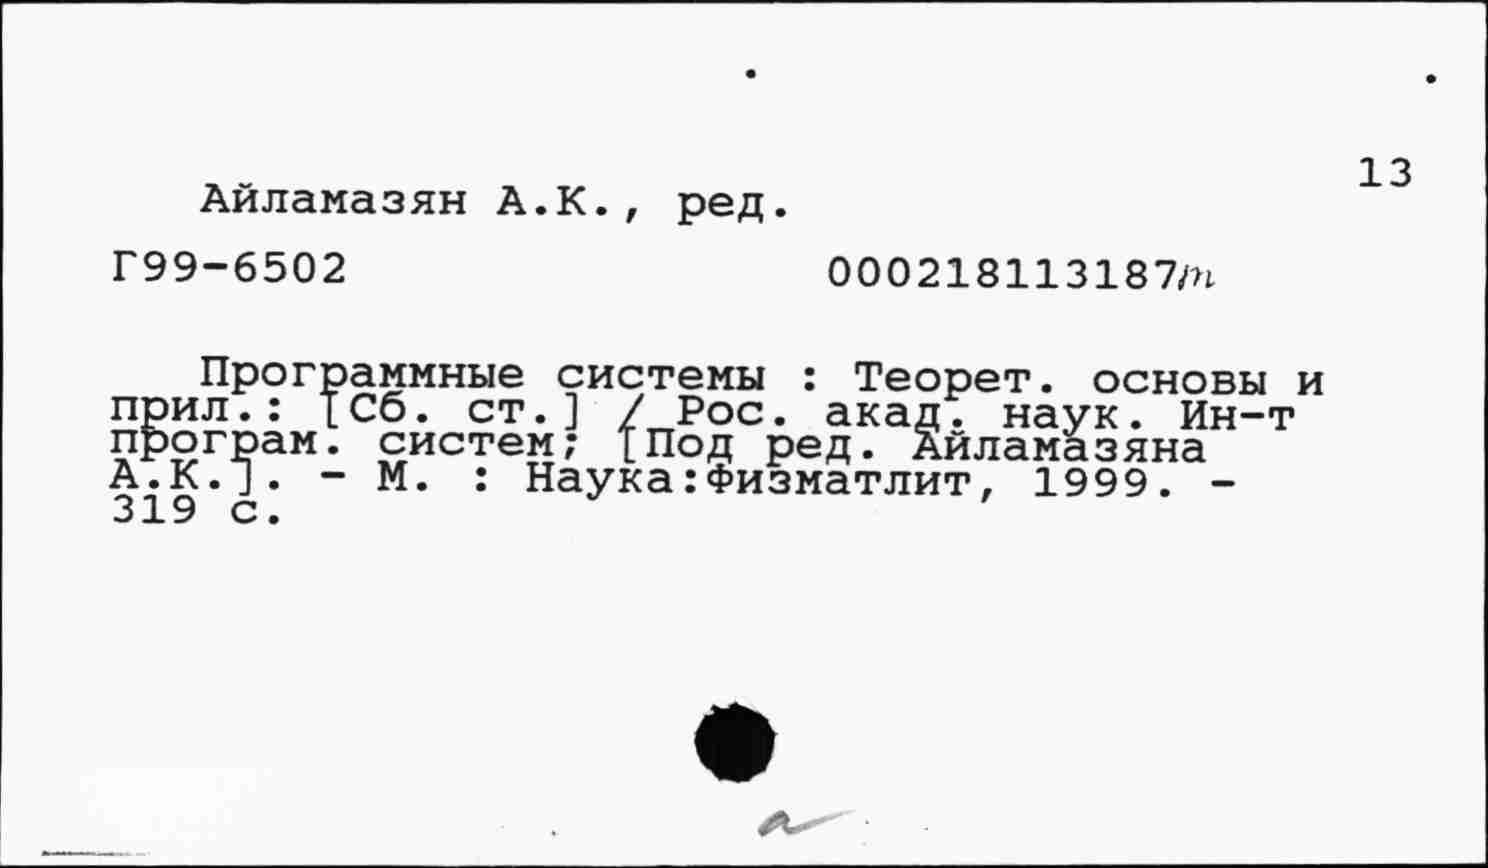 13
Айламазян А.К., ред.
Г99-6502 000218113187m
Программные системы : Теорет. основы и
прил.: [Сб. ст.] / Рос. акад. наук. Ин-т
програм. систем; [Под ред. Айламазяна
А.К.]. - М. : Наука:Физматлит, 1999. -
319 с.
a